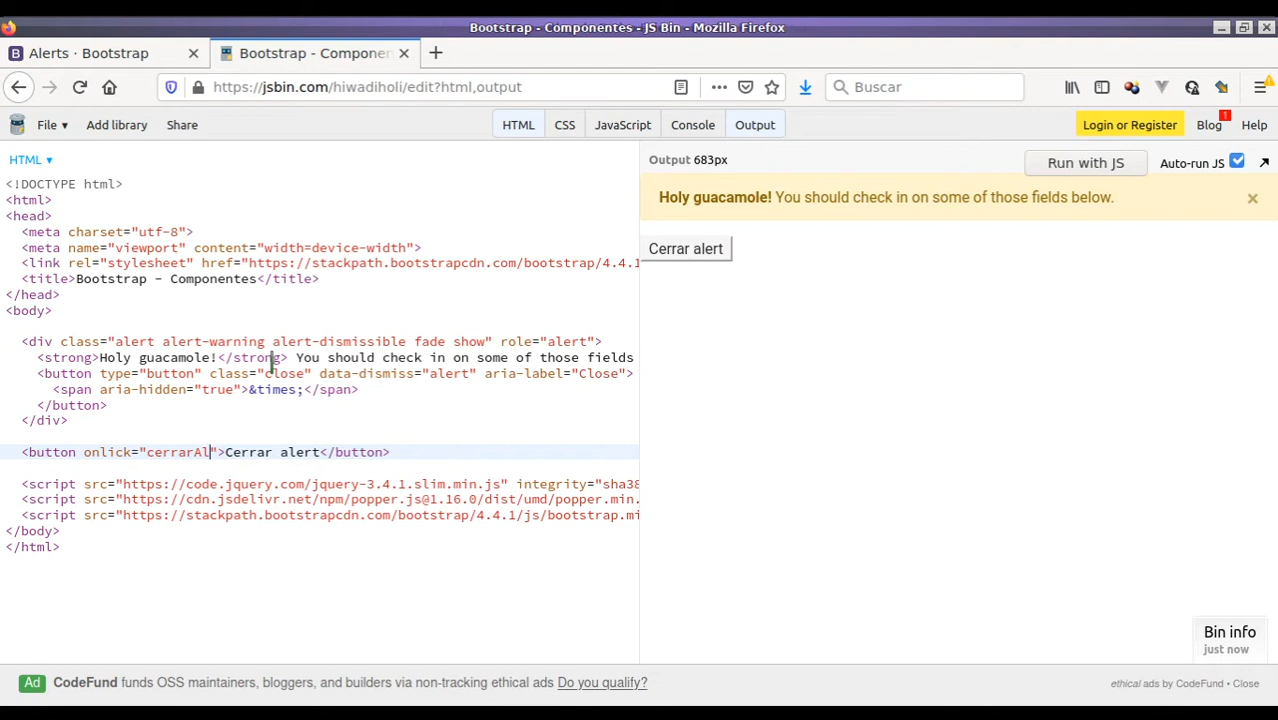 Bootstrap - Componentes - JS Bin - Mozilla Firefox
Alerts · Bootstrap
Bootstrap - Componen
https://jsbin.com/hiwadiholi/edit?html,output
Buscar
File
Add library
Share
HTML
CSS
JavaScript
Console
Output
Login or Register
Blog
1
Help
HTML
<!DOCTYPE html>
<html>
<head>
<meta charset="utf-8">
<meta name="viewport" content="width=device-width">
<link rel="stylesheet" href="https://stackpath.bootstrapcdn.com/bootstrap/4.4.1
<title>Bootstrap - Componentes</title>
</head>
<body>
<div class="alert alert-warning alert-dismissible fade show" role="alert">
<strong>Holy guacamole!</strong> You should check in on some of those fields
<button type="button" class="close" data-dismiss="alert" aria-label="Close">
<span aria-hidden="true">&times;</span>
</button>
</div>
<button onlick="cerrarAl">Cerrar alert</button>
<script src="https://code.jquery.com/jquery-3.4.1.slim.min.js" integrity="sha38
<script src="https://cdn.jsdelivr.net/npm/popper.js@1.16.0/dist/umd/popper.min.
<script src="https://stackpath.bootstrapcdn.com/bootstrap/4.4.1/js/bootstrap.mi
</body>
</html>
Output 683px
Run with JS
Auto-run JS
Holy guacamole! You should check in on some of those fields below.
×
Cerrar alert
Bin info
just now
Ad
CodeFund funds OSS maintainers, bloggers, and builders via non-tracking ethical ads Do you qualify?
ethical ads by CodeFund • Close